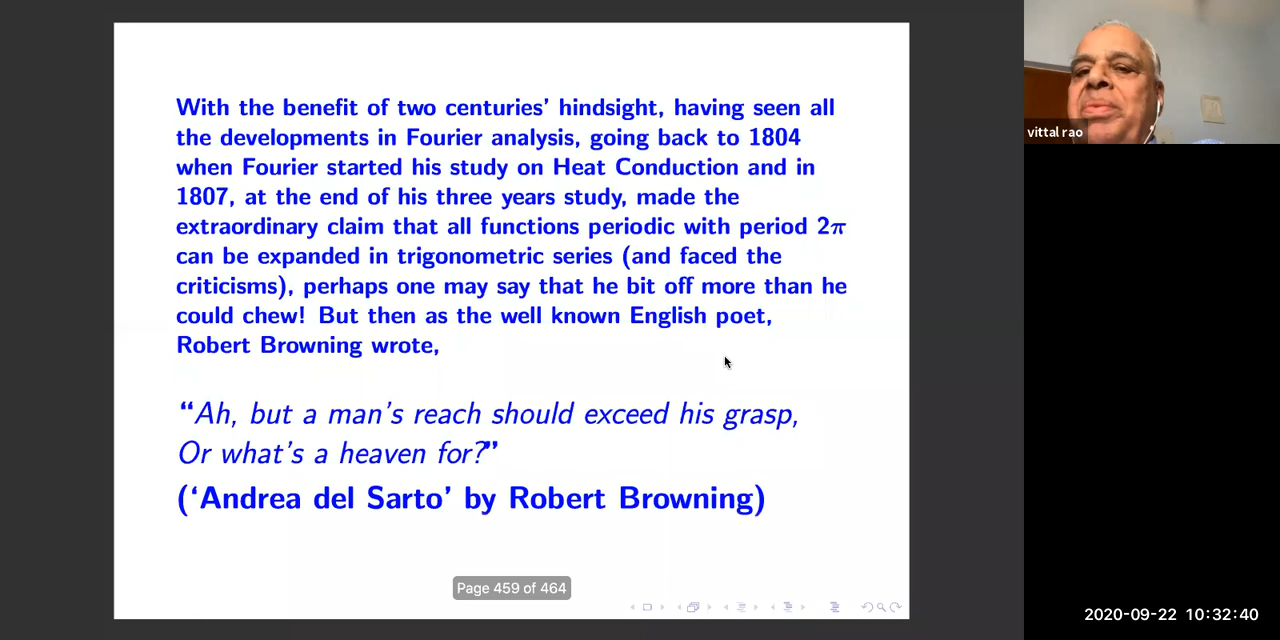 With the benefit of two centuries' hindsight, having seen all
the developments in Fourier analysis, going back to 1804
when Fourier started his study on Heat Conduction and in
1807, at the end of his three years study, made the
extraordinary claim that all functions periodic with period 2π
can be expanded in trigonometric series (and faced the
criticisms), perhaps one may say that he bit off more than he
could chew! But then as the well known English poet,
Robert Browning wrote,
“Ah, but a man's reach should exceed his grasp,
Or what's a heaven for?”
(‘Andrea del Sarto’ by Robert Browning)
Page 459 of 464
vittal rao
2020-09-22 10:32:40